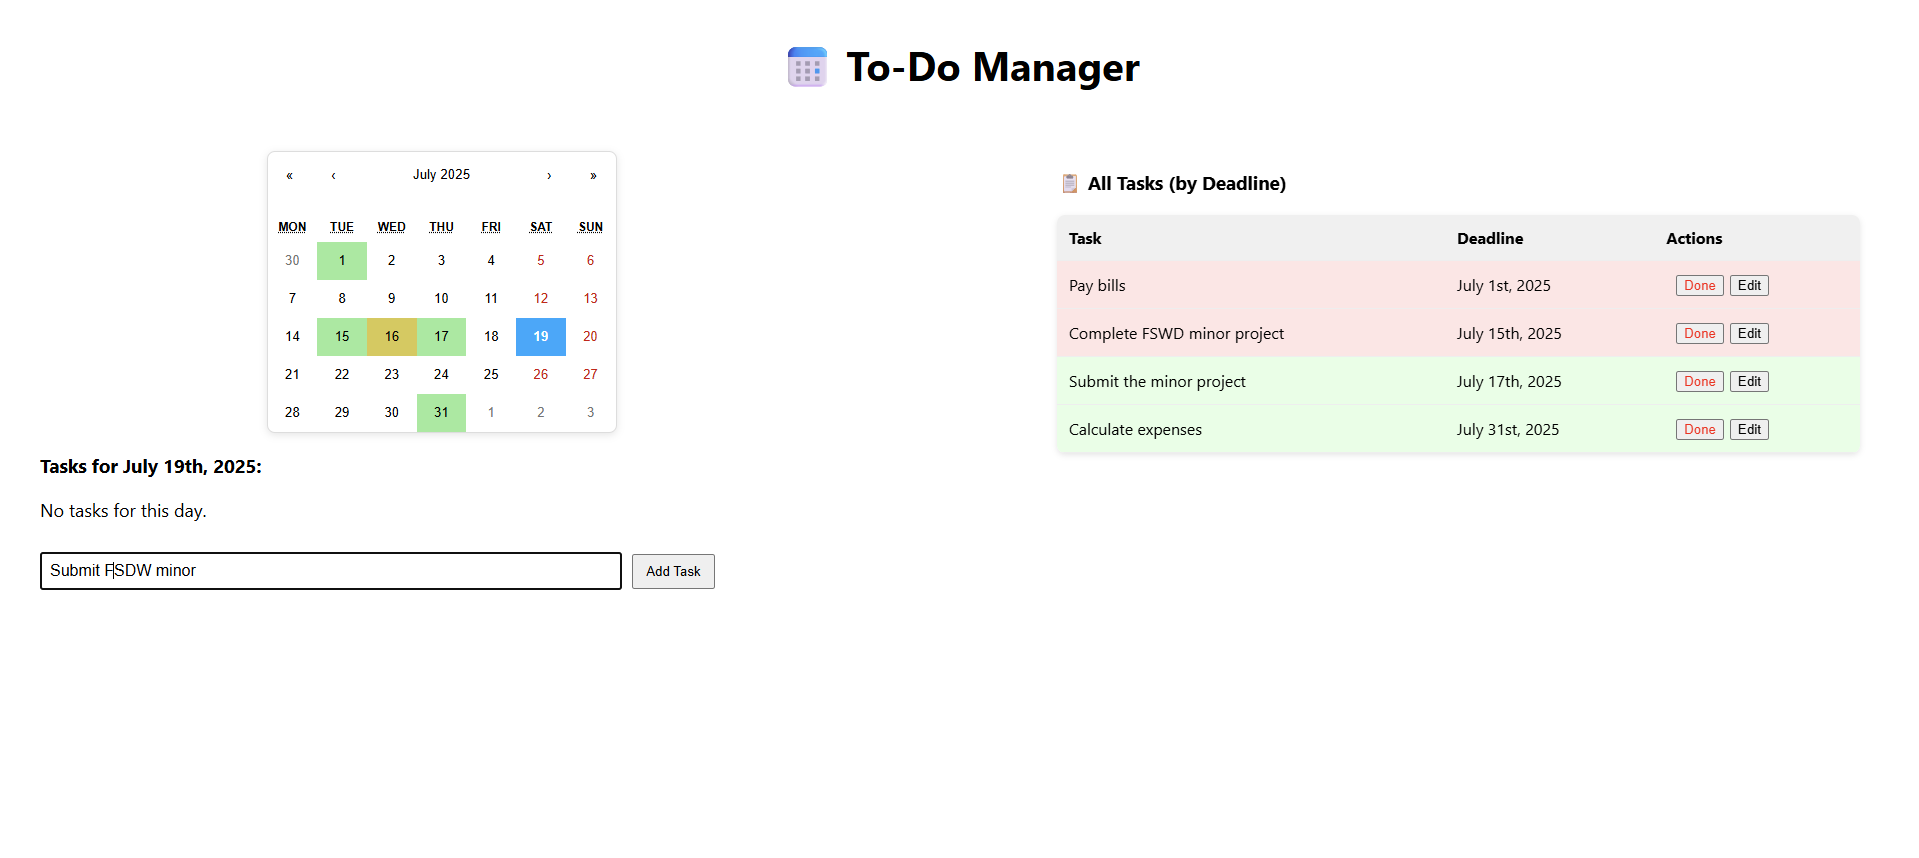 To-Do Manager
« ‹ July 2025 › »
MON TUE WED THU FRI SAT SUN
30 1 2 3 4 5 6
7 8 9 10 11 12 13
14 15 16 17 18 19 20
21 22 23 24 25 26 27
28 29 30 31 1 2 3
Tasks for July 19th, 2025:
No tasks for this day.
Submit FSDW minor Add Task
All Tasks (by Deadline)
Task Deadline Actions
Pay bills July 1st, 2025 Done Edit
Complete FSWD minor project July 15th, 2025 Done Edit
Submit the minor project July 17th, 2025 Done Edit
Calculate expenses July 31st, 2025 Done Edit